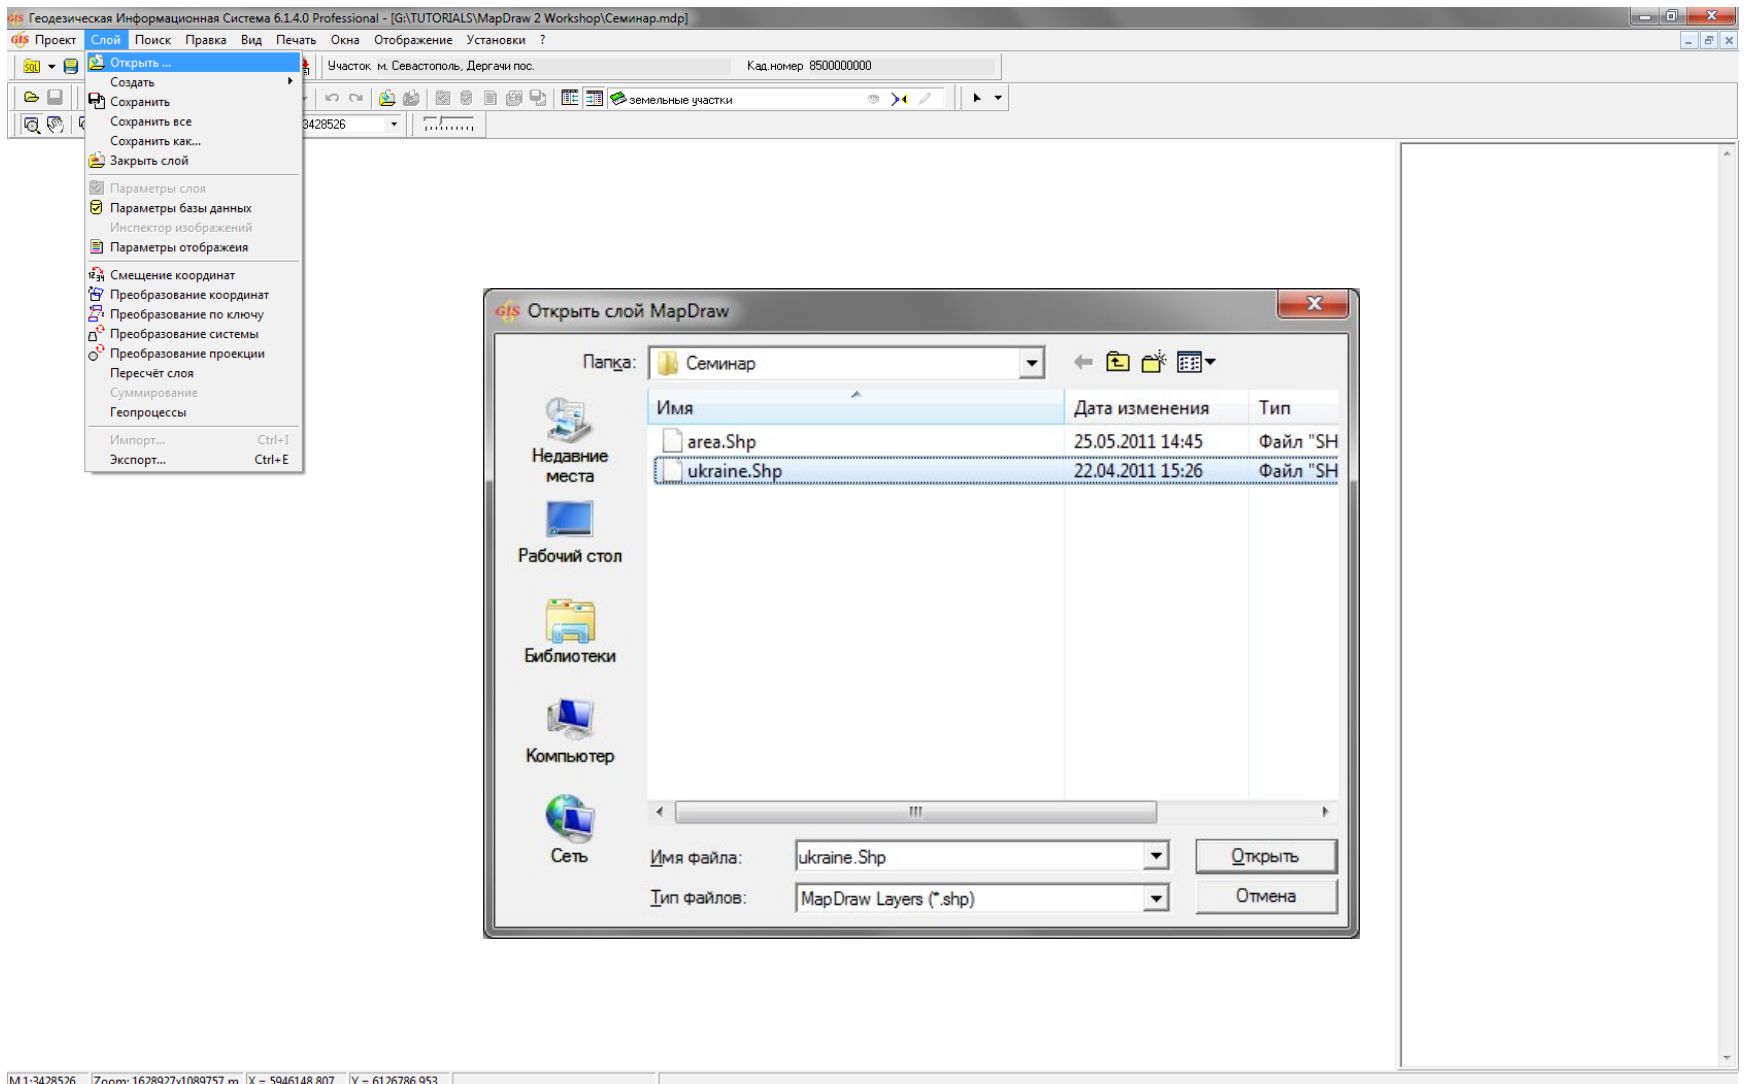 GIS Геодезическая Информационная Система 6.1.4.0 Professional - [G:\TUTORIALS\MapDraw 2 Workshop\Семинар.mdp]
GIS Проект Слой Поиск Правка Вид Печать Окна Отображение Установки ?
SQL Участок м. Севастополь, Дергачи пос. Кад.номер 8500000000
земельные участки
3428526
Открыть ...
Создать
Сохранить
Сохранить все
Сохранить как...
Закрыть слой
Параметры слоя
Параметры базы данных
Инспектор изображений
Параметры отображеия
Смещение координат
Преобразование координат
Преобразование по ключу
Преобразование системы
Преобразование проекции
Пересчёт слоя
Суммирование
Геопроцессы
Импорт... Ctrl+I
Экспорт... Ctrl+E
GIS Открыть слой MapDraw
Папка: Семинар
Имя Дата изменения Тип
area.Shp 25.05.2011 14:45 Файл "SH
ukraine.Shp 22.04.2011 15:26 Файл "SH
Недавние
места
Рабочий стол
Библиотеки
Компьютер
Сеть
Имя файла: ukraine.Shp Открыть
Тип файлов: MapDraw Layers (*.shp) Отмена
M 1:3428526 Zoom: 1628927x1089757 m X = 5946148.807 Y = 6126786.953